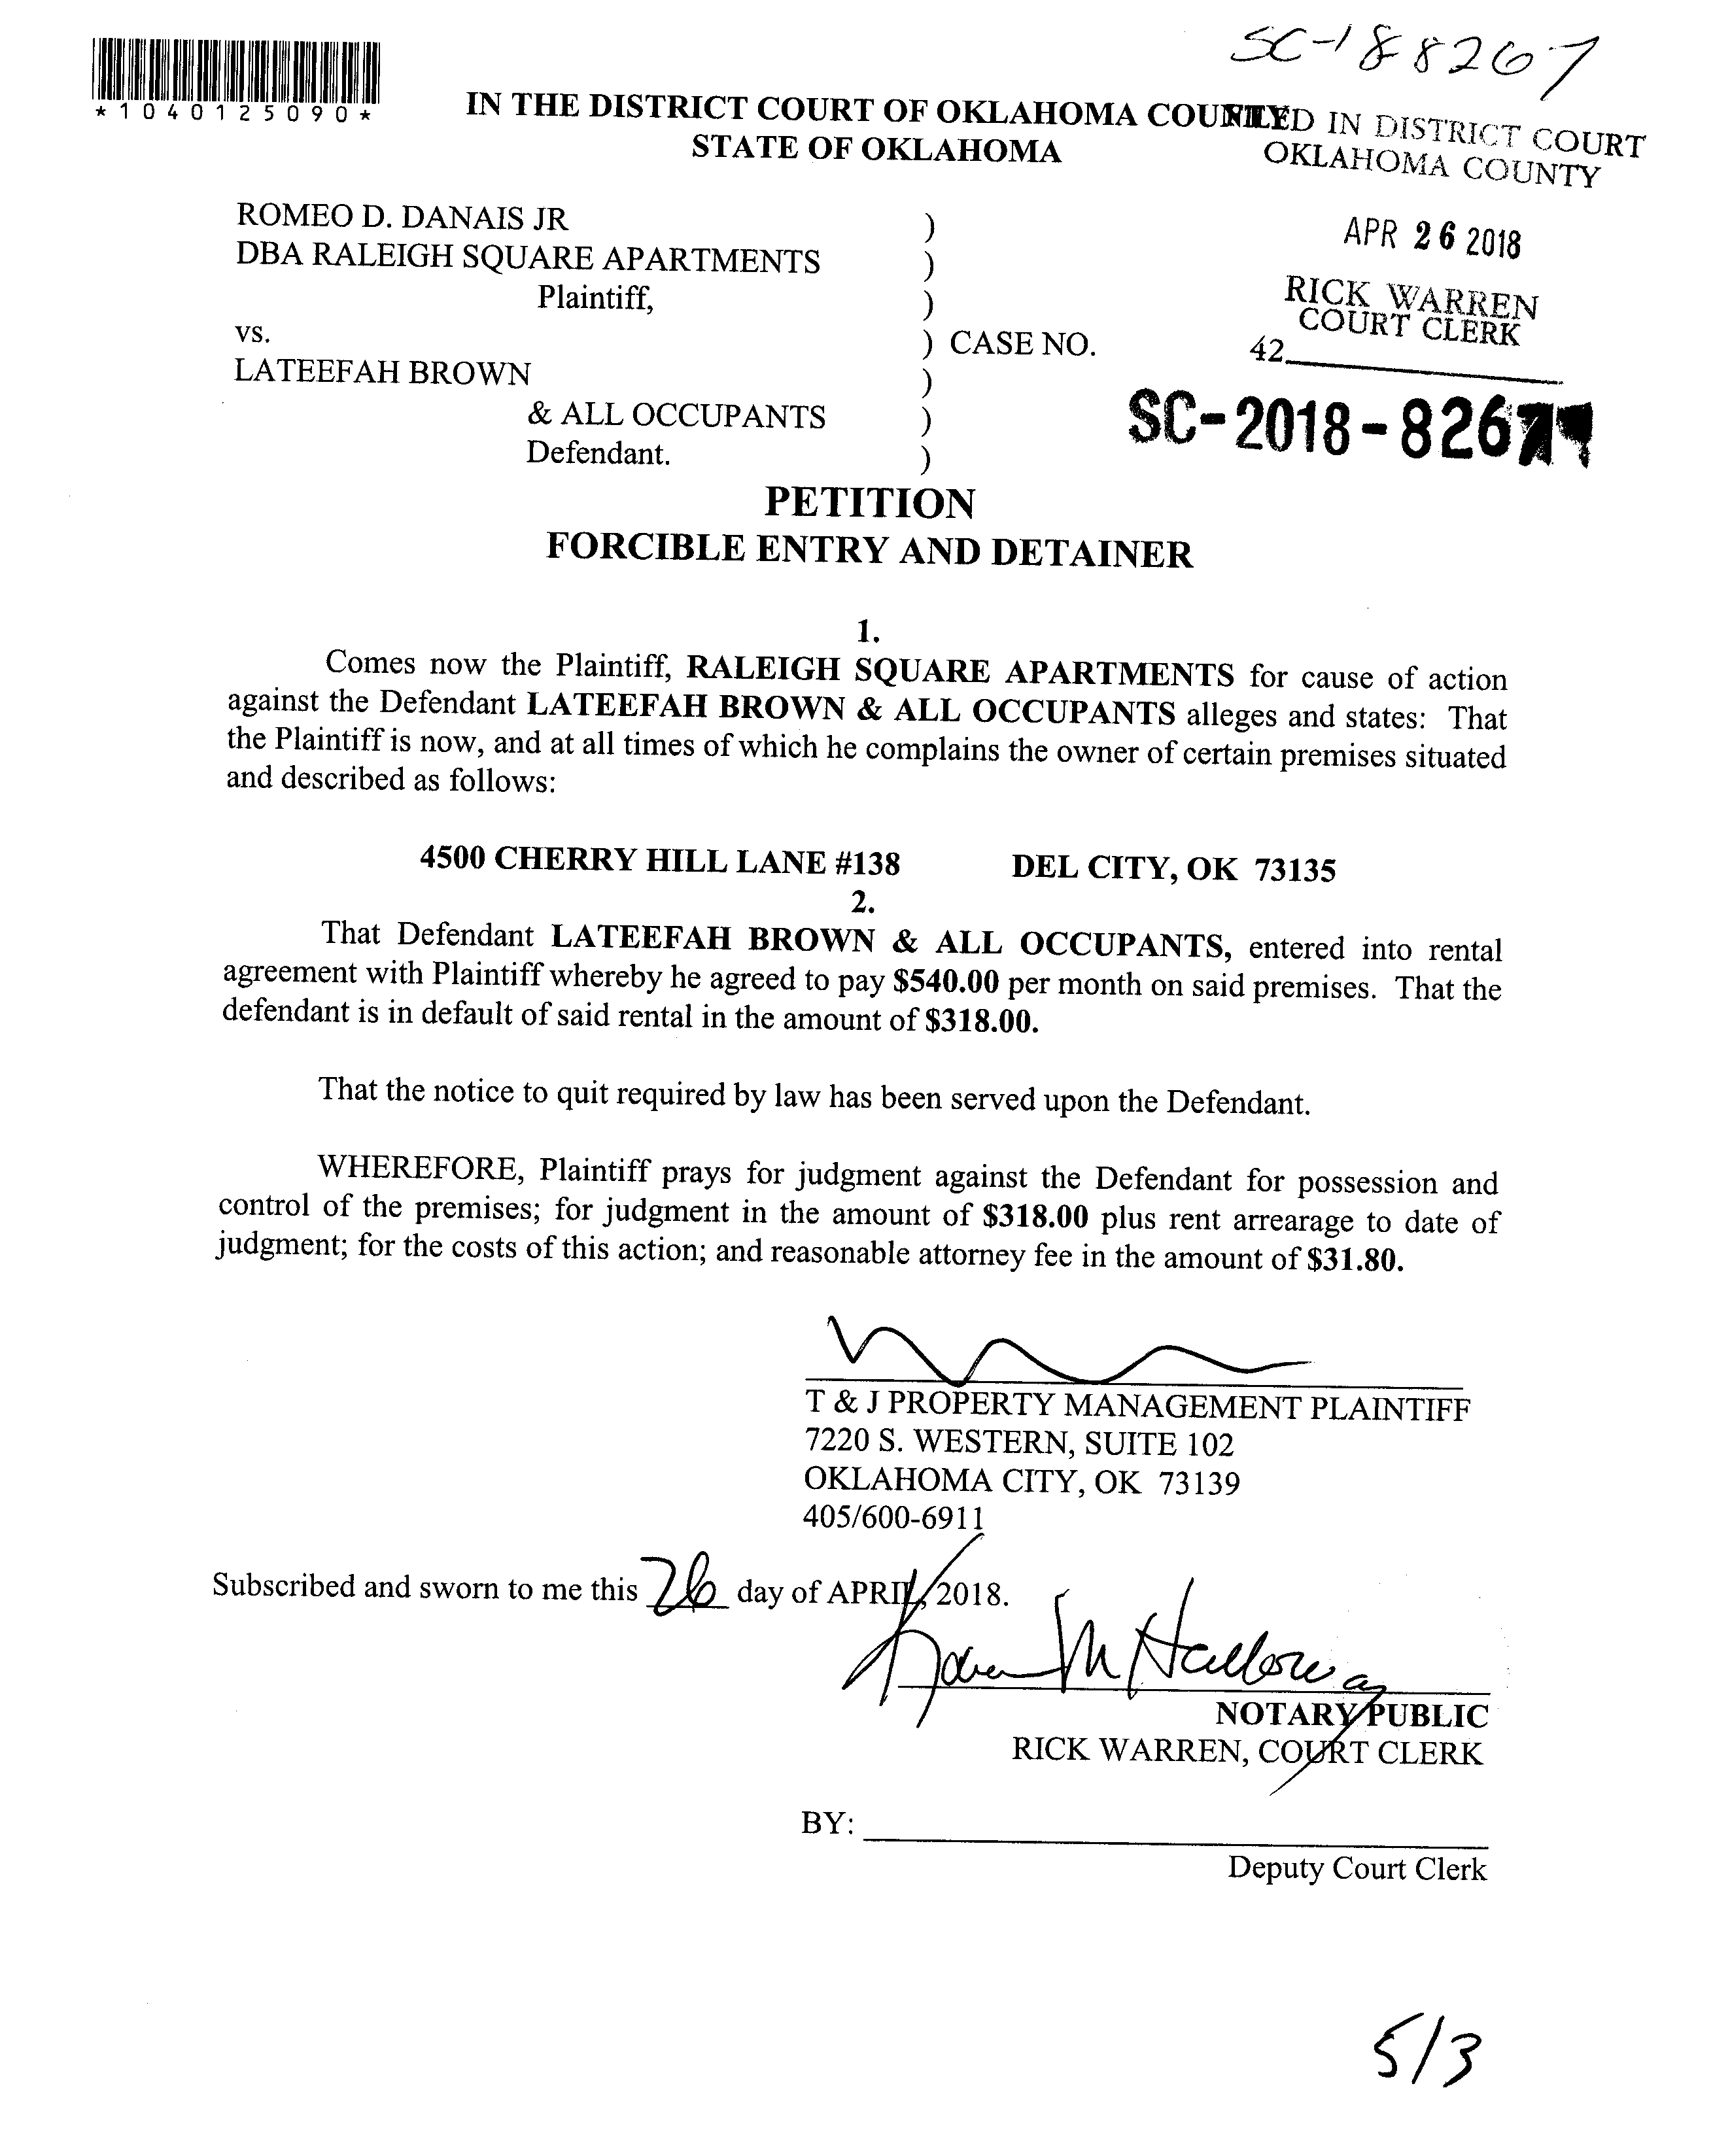 SC-188267
*1040125090*
IN THE DISTRICT COURT OF OKLAHOMA COUNTY
STATE OF OKLAHOMA
FILED IN DISTRICT COURT
OKLAHOMA COUNTY
APR 26 2018
RICK WARREN
COURT CLERK
42
ROMEO D. DANAIS JR )
DBA RALEIGH SQUARE APARTMENTS )
Plaintiff, )
vs. ) CASE NO.
LATEEFAH BROWN )
& ALL OCCUPANTS )
Defendant. )
SC-2018-8267
PETITION
FORCIBLE ENTRY AND DETAINER
1.
Comes now the Plaintiff, RALEIGH SQUARE APARTMENTS for cause of action
against the Defendant LATEEFAH BROWN & ALL OCCUPANTS alleges and states: That
the Plaintiff is now, and at all times of which he complains the owner of certain premises situated
and described as follows:
4500 CHERRY HILL LANE #138 DEL CITY, OK 73135
2.
That Defendant LATEEFAH BROWN & ALL OCCUPANTS, entered into rental
agreement with Plaintiff whereby he agreed to pay $540.00 per month on said premises. That the
defendant is in default of said rental in the amount of $318.00.
That the notice to quit required by law has been served upon the Defendant.
WHEREFORE, Plaintiff prays for judgment against the Defendant for possession and
control of the premises; for judgment in the amount of $318.00 plus rent arrearage to date of
judgment; for the costs of this action; and reasonable attorney fee in the amount of $31.80.
T & J PROPERTY MANAGEMENT PLAINTIFF
7220 S. WESTERN, SUITE 102
OKLAHOMA CITY, OK 73139
405/600-6911
Subscribed and sworn to me this 26 day of APRIL, 2018.
Karen M Halloway
NOTARY PUBLIC
RICK WARREN, COURT CLERK
BY:
Deputy Court Clerk
5/3